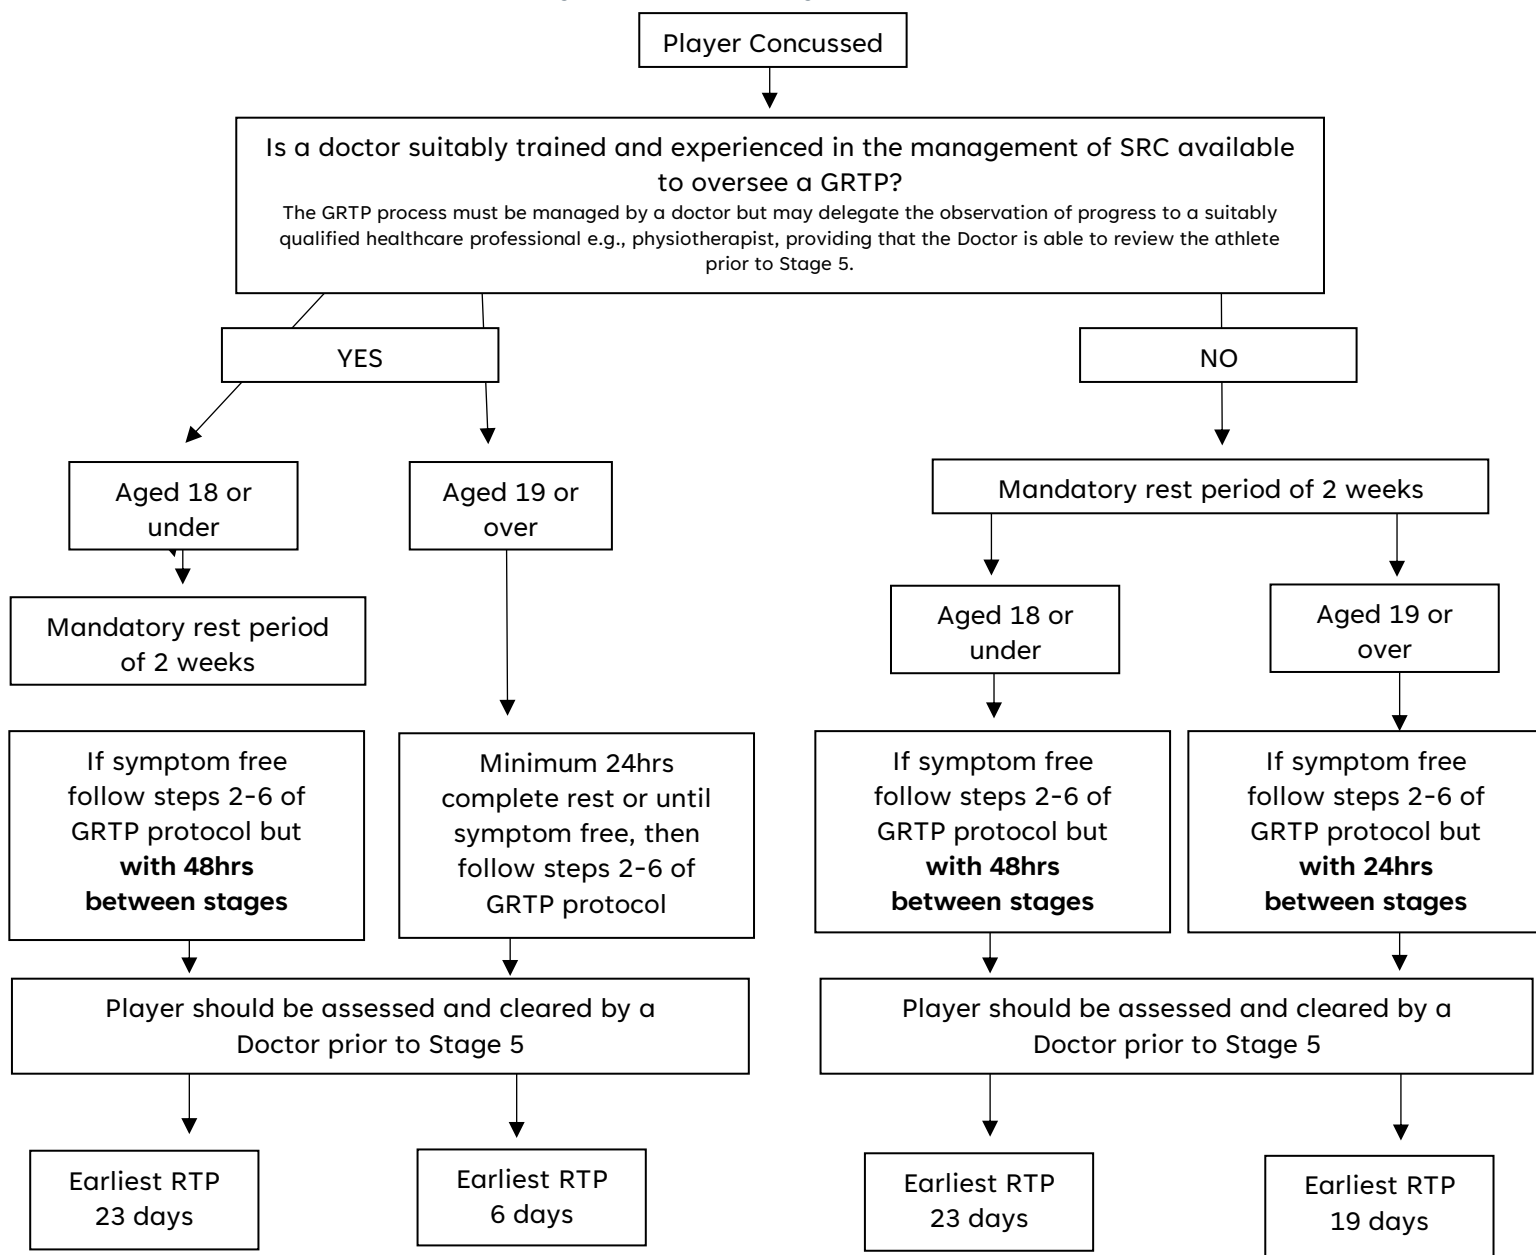 Player Concussed
Is a doctor suitably trained and experienced in the management of SRC available
to oversee a GRTP?
The GRTP process must be managed by a doctor but may delegate the observation of progress to a suitably
qualified healthcare professional e.g., physiotherapist, providing that the Doctor is able to review the athlete
prior to Stage 5.
YES
NO
Aged 18 or
under
Aged 19 or
over
Mandatory rest period of 2 weeks
Mandatory rest period
of 2 weeks
Aged 18 or
under
Aged 19 or
over
If symptom free
follow steps 2-6 of
GRTP protocol but
with 48hrs
between stages
Minimum 24hrs
complete rest or until
symptom free, then
follow steps 2-6 of
GRTP protocol
If symptom free
follow steps 2-6 of
GRTP protocol but
with 48hrs
between stages
If symptom free
follow steps 2-6 of
GRTP protocol but
with 24hrs
between stages
Player should be assessed and cleared by a
Doctor prior to Stage 5
Player should be assessed and cleared by a
Doctor prior to Stage 5
Earliest RTP
23 days
Earliest RTP
6 days
Earliest RTP
23 days
Earliest RTP
19 days